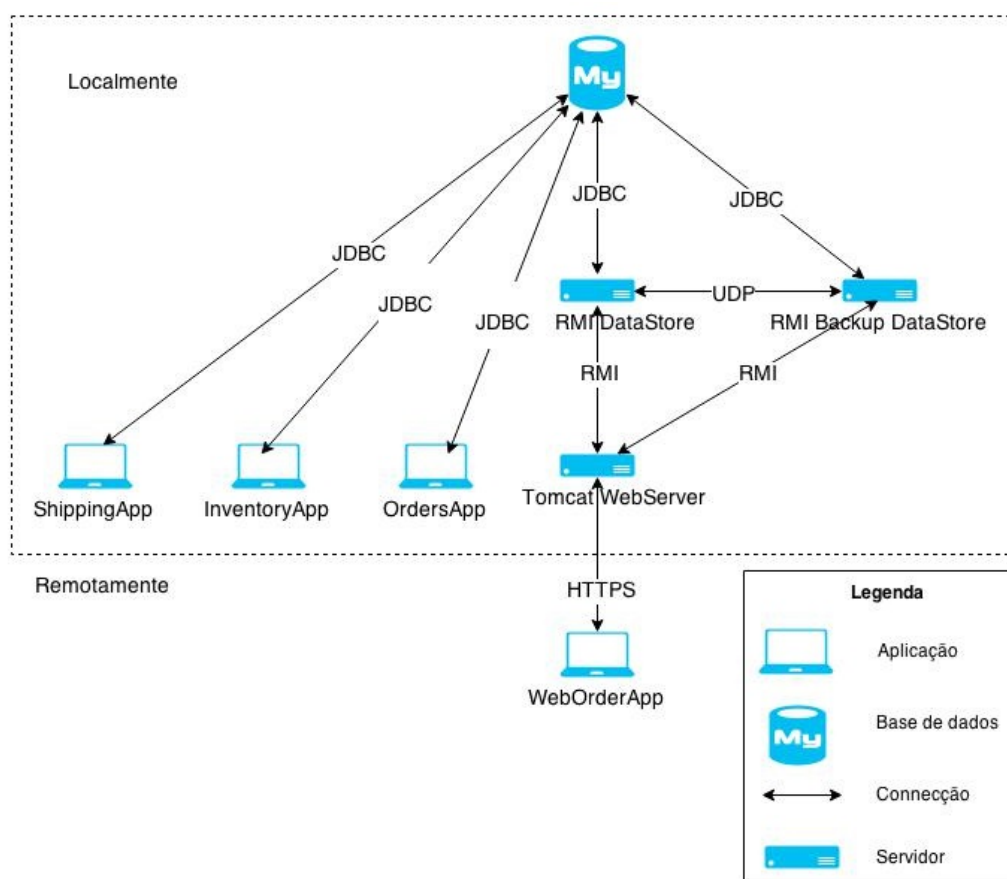 My
Localmente
JDBC
JDBC
JDBC
JDBC
JDBC
UDP
RMI DataStore
RMI Backup DataStore
RMI
RMI
ShippingApp
InventoryApp
OrdersApp
Tomcat WebServer
Remotamente
HTTPS
WebOrderApp
Legenda
Aplicação
My
Base de dados
Connecção
Servidor